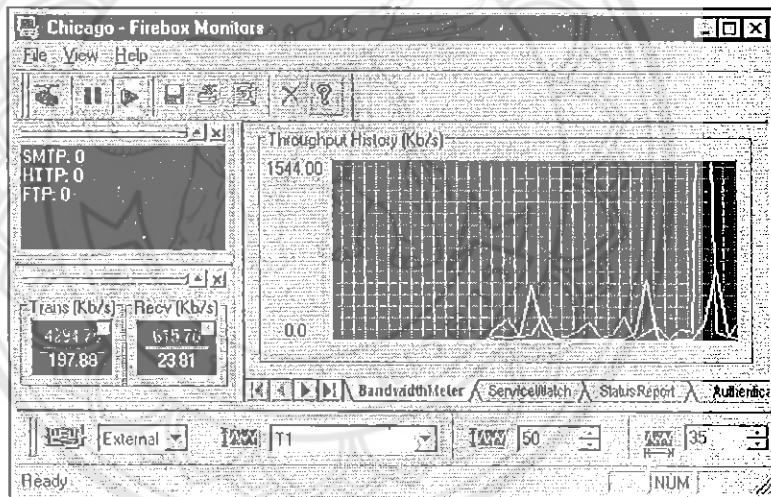 Chicago - Firebox Monitors
File View Help
SMTP: 0
HTTP: 0
FTP: 0
Throughput History (Kb/s)
1544.00
0.0
Trans (Kb/s) Recv (Kb/s)
197.88 23.81
BandwidthMeter ServiceWatch StatusReport Authentica
External T1 50 35
Ready NUM